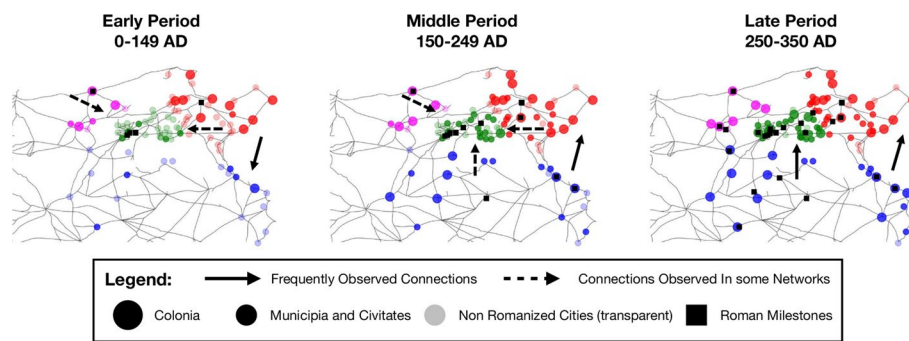 Early Period
0-149 AD
Middle Period
150-249 AD
Late Period
250-350 AD
Legend:
Frequently Observed Connections
Connections Observed In some Networks
Colonia
Municipia and Civitates
Non Romanized Cities (transparent)
Roman Milestones